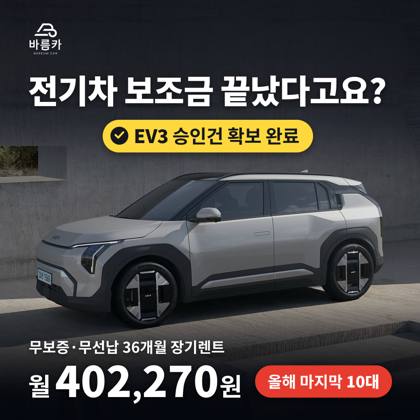 바름카
전기차 보조금 끝났다고요?
EV3 승인건 확보 완료
무보증·무선납 36개월 장기렌트
월 402,270원
올해 마지막 10대